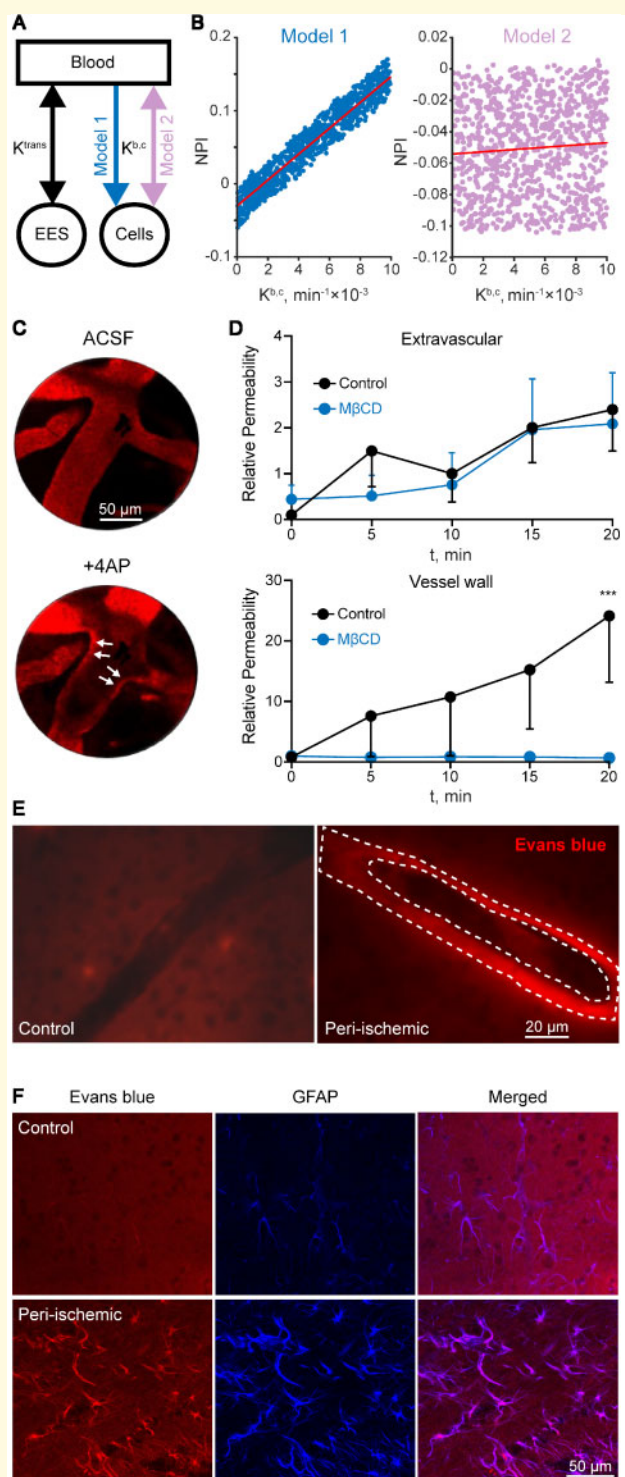 A
Blood
K^trans
Model 1
K^b,c
Model 2
EES
Cells
B
Model 1
NPI
0.2
0.1
0
-0.1
0 2 4 6 8 10
K^b,c, min⁻¹×10⁻³
Model 2
NPI
0.02
0
-0.02
-0.04
-0.06
-0.08
-0.1
-0.12
0 2 4 6 8 10
K^b,c, min⁻¹×10⁻³
C
ACSF
50 µm
+4AP
D
Extravascular
Control
MβCD
Relative Permeability
4
3
2
1
0
0 5 10 15 20
t, min
Vessel wall
***
Control
MβCD
Relative Permeability
30
20
10
0
0 5 10 15 20
t, min
E
Control
Evans blue
Peri-ischemic
20 µm
F
Evans blue GFAP Merged
Control
Peri-ischemic
50 µm